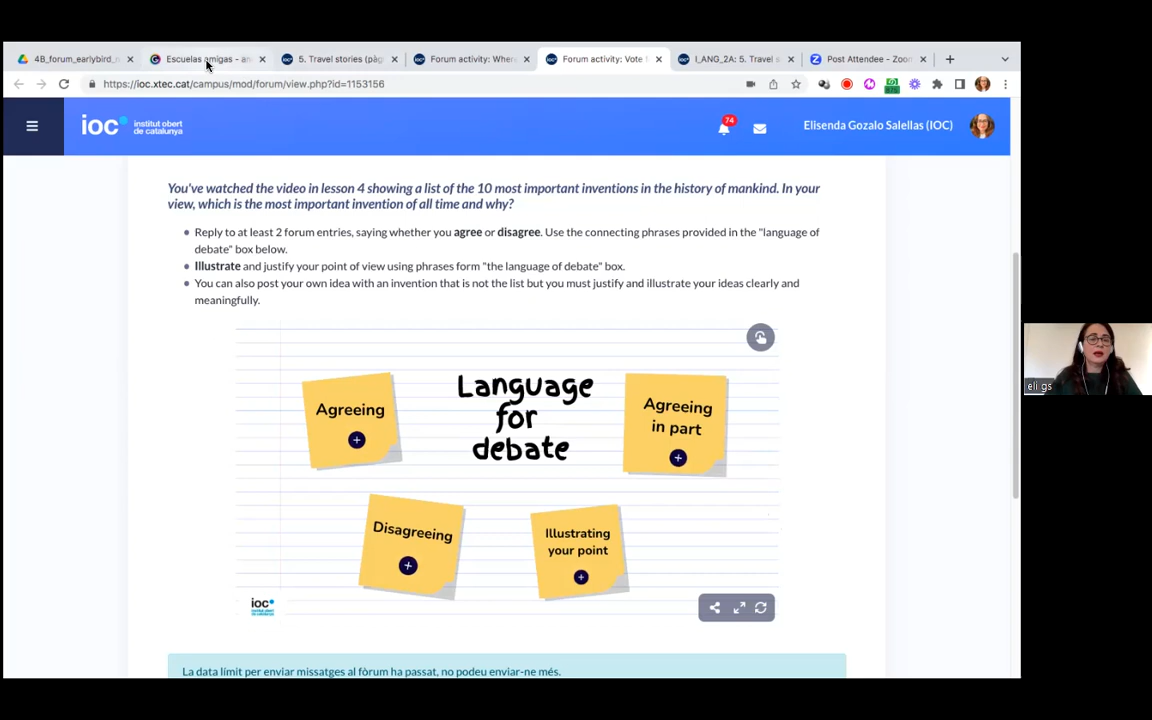 4B_forum_earlybird_
Escuelas amigas - an
5. Travel stories (pàg
Forum activity: Wher
Forum activity: Vote
I_ANG_2A: 5. Travel s
Post Attendee - Zoom
https://ioc.xtec.cat/campus/mod/forum/view.php?id=1153156
ioc
institut obert
de catalunya
74
Elisenda Gozalo Salellas (IOC)
You've watched the video in lesson 4 showing a list of the 10 most important inventions in the history of mankind. In your
view, which is the most important invention of all time and why?
Reply to at least 2 forum entries, saying whether you agree or disagree. Use the connecting phrases provided in the "language of
debate" box below.
Illustrate and justify your point of view using phrases form "the language of debate" box.
You can also post your own idea with an invention that is not the list but you must justify and illustrate your ideas clearly and
meaningfully.
Agreeing
Language
for
debate
Agreeing
in part
Disagreeing
Illustrating
your point
ioc
La data límit per enviar missatges al fòrum ha passat, no podeu enviar-ne més.
eli gs